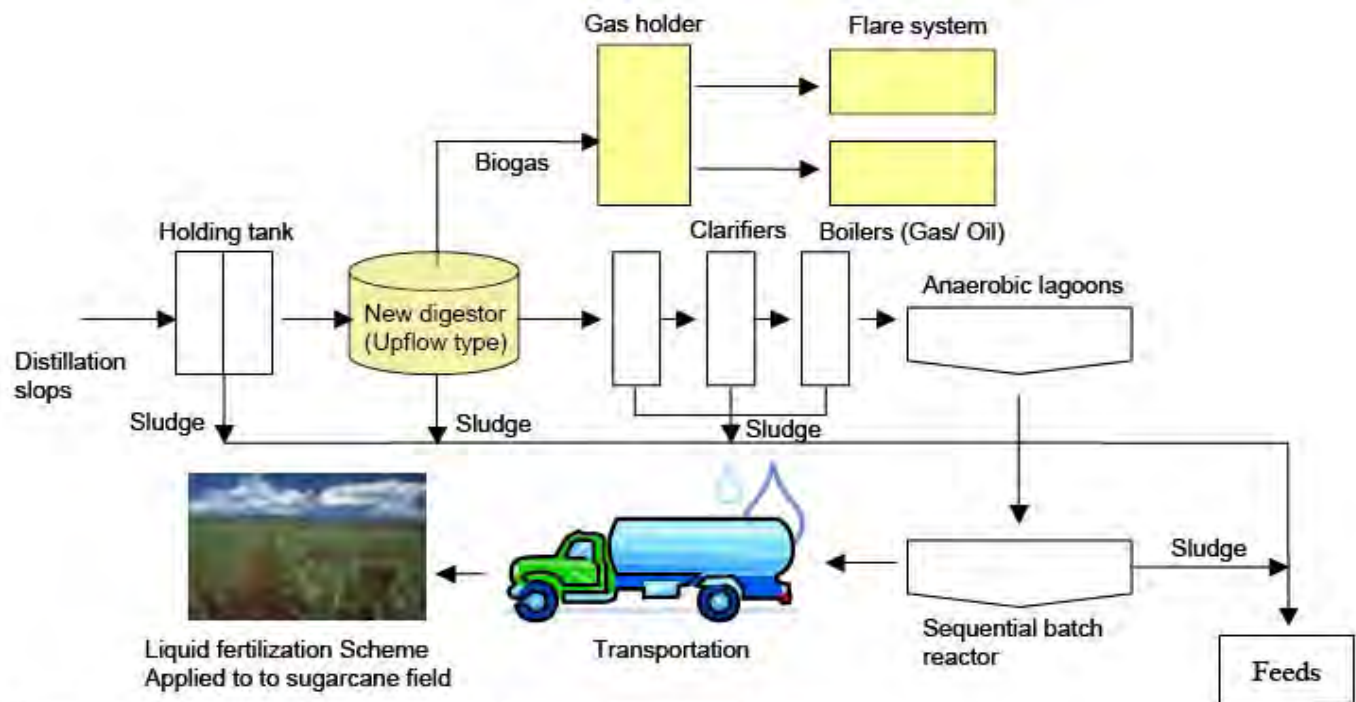 Gas holder
Flare system
Biogas
Holding tank
Clarifiers
Boilers (Gas/ Oil)
New digestor
(Upflow type)
Anaerobic lagoons
Distillation
slops
Sludge
Sludge
Sludge
Sludge
Liquid fertilization Scheme
Applied to to sugarcane field
Transportation
Sequential batch
reactor
Feeds